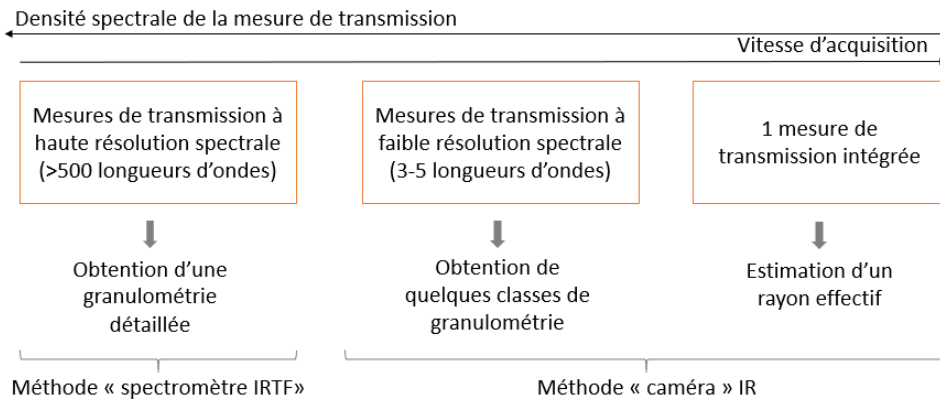 Densité spectrale de la mesure de transmission
Vitesse d'acquisition
Mesures de transmission à
haute résolution spectrale
(>500 longueurs d'ondes)
Mesures de transmission à
faible résolution spectrale
(3-5 longueurs d'ondes)
1 mesure de
transmission intégrée
Obtention d'une
granulométrie
détaillée
Obtention de
quelques classes de
granulométrie
Estimation d'un
rayon effectif
Méthode « spectromètre IRTF»
Méthode « caméra » IR